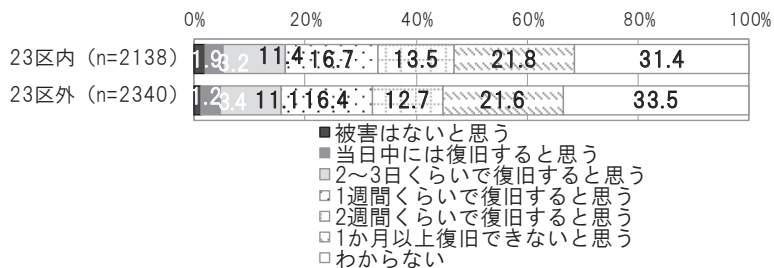 0% 20% 40% 60% 80% 100%
23区内 (n=2138) 1.9 3.2 11.4 16.7 13.5 21.8 31.4
23区外 (n=2340) 1.2 3.4 11.1 16.4 12.7 21.6 33.5
被害はないと思う
当日中には復旧すると思う
2～3日くらいで復旧すると思う
1週間くらいで復旧すると思う
2週間くらいで復旧すると思う
1か月以上復旧できないと思う
わからない